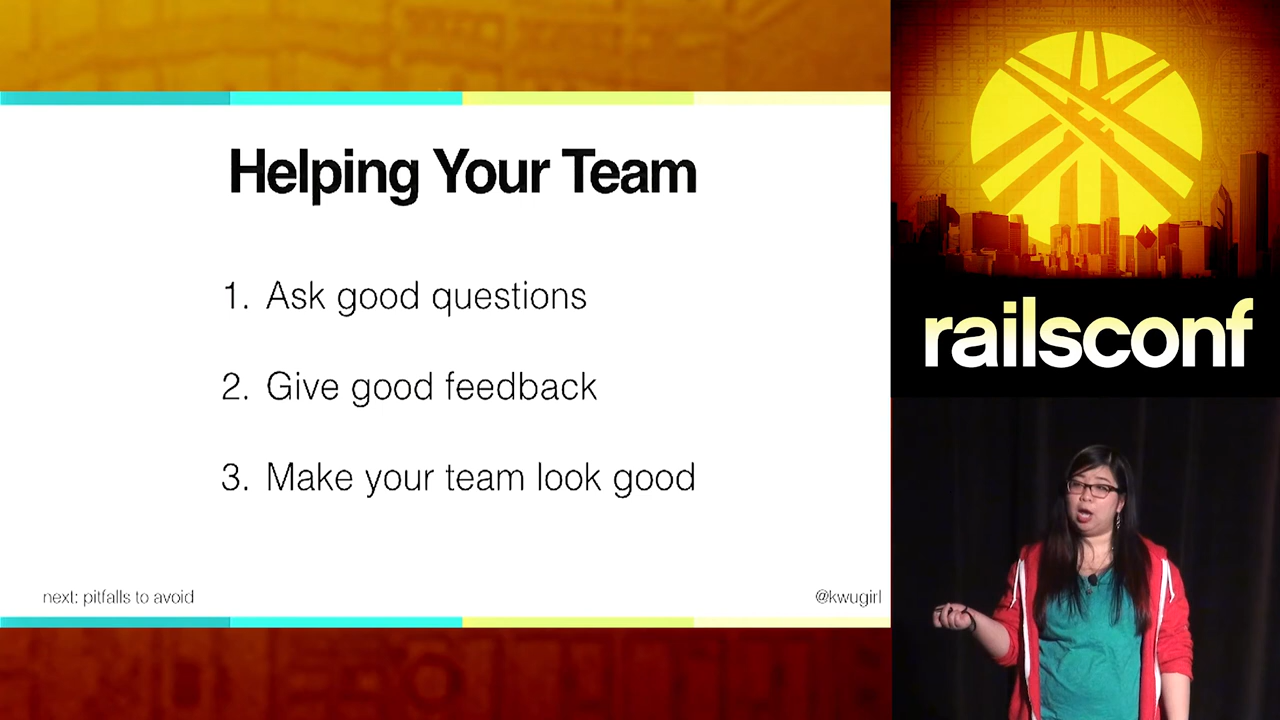 Helping Your Team
1. Ask good questions
2. Give good feedback
3. Make your team look good
next: pitfalls to avoid
@kwugirl
railsconf